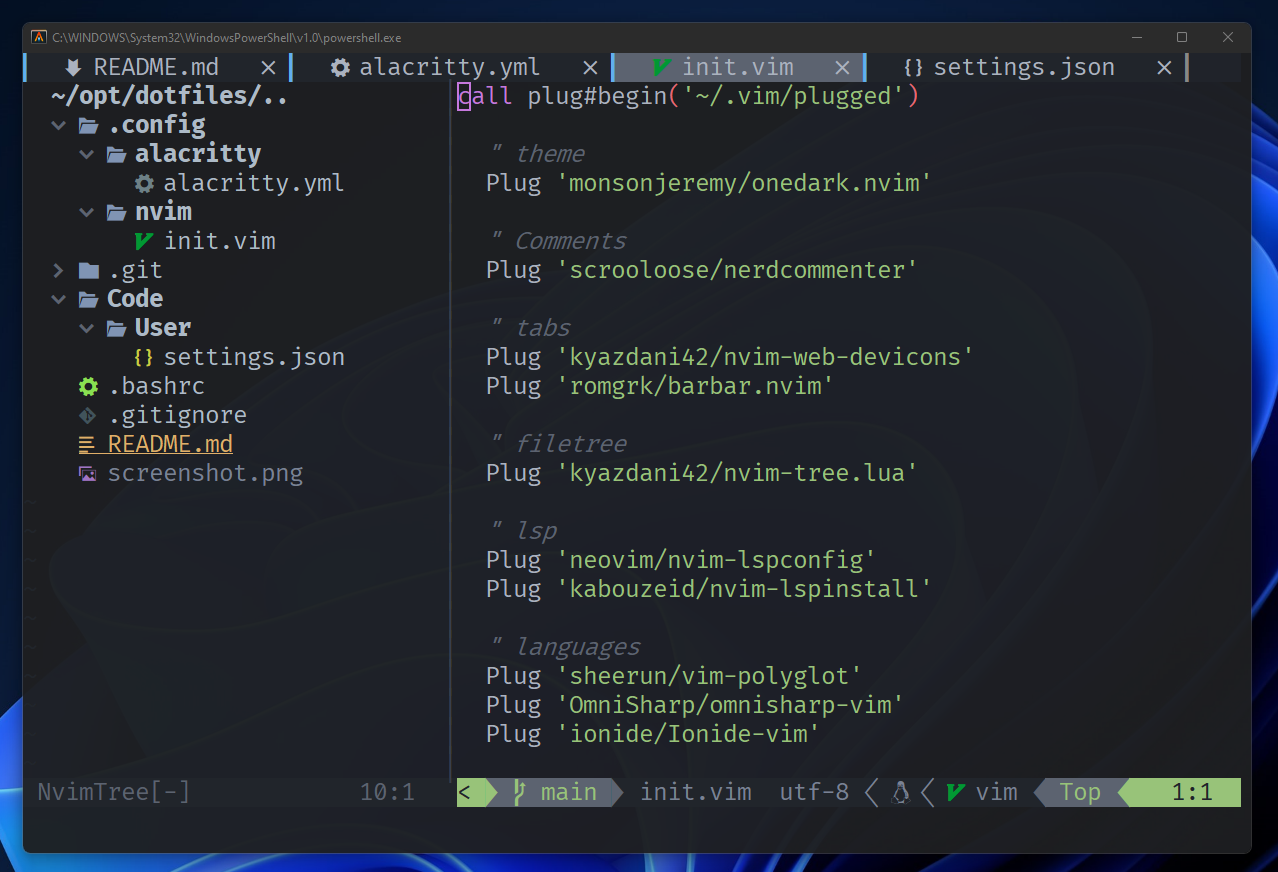 C:\WINDOWS\System32\WindowsPowerShell\v1.0\powershell.exe
README.md alacritty.yml init.vim {} settings.json
~/opt/dotfiles/..
.config
alacritty
alacritty.yml
nvim
init.vim
.git
Code
User
{} settings.json
.bashrc
.gitignore
README.md
screenshot.png
call plug#begin('~/.vim/plugged')
" theme
Plug 'monsonjeremy/onedark.nvim'
" Comments
Plug 'scrooloose/nerdcommenter'
" tabs
Plug 'kyazdani42/nvim-web-devicons'
Plug 'romgrk/barbar.nvim'
" filetree
Plug 'kyazdani42/nvim-tree.lua'
" lsp
Plug 'neovim/nvim-lspconfig'
Plug 'kabouzeid/nvim-lspinstall'
" languages
Plug 'sheerun/vim-polyglot'
Plug 'OmniSharp/omnisharp-vim'
Plug 'ionide/Ionide-vim'
NvimTree[-] 10:1
< main init.vim utf-8 vim Top 1:1